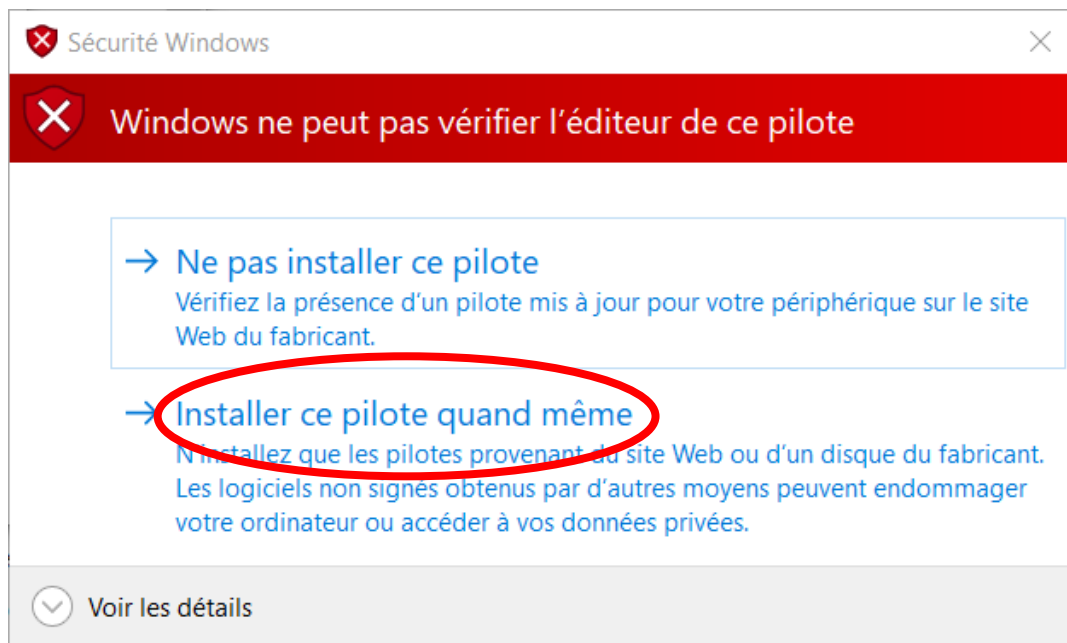 Sécurité Windows
Windows ne peut pas vérifier l’éditeur de ce pilote
Ne pas installer ce pilote
Vérifiez la présence d’un pilote mis à jour pour votre périphérique sur le site
Web du fabricant.
Installer ce pilote quand même
N’installez que les pilotes provenant du site Web ou d’un disque du fabricant.
Les logiciels non signés obtenus par d’autres moyens peuvent endommager
votre ordinateur ou accéder à vos données privées.
Voir les détails